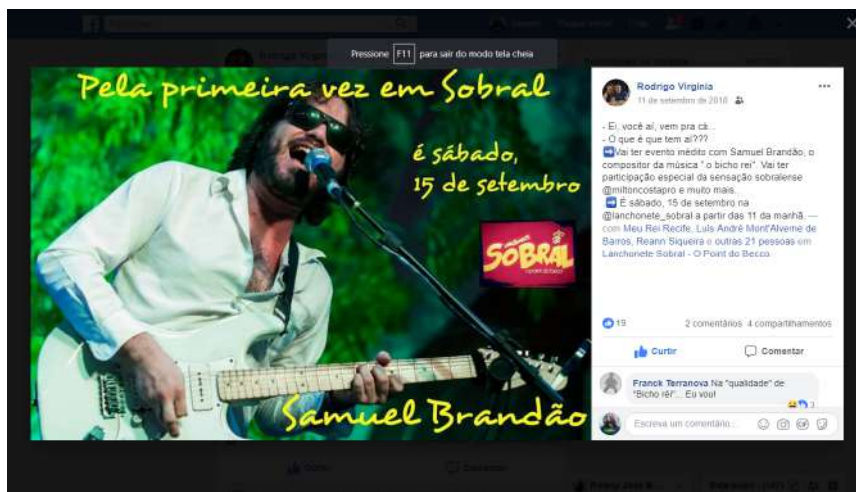 Pressione F11 para sair do modo tela cheia
Pela primeira vez em Sobral
é sábado,
15 de setembro
SOBRAL
Samuel Brandão
Rodrigo Virginia
11 de setembro de 2018
- Ei, você aí, vem pra cá...
- O que é que tem aí???
Vai ter evento inédito com Samuel Brandão, o
compositor da música " o bicho rei". Vai ter
participação especial da sensação sobralense
@miltoncostapro e muito mais.
É sábado, 15 de setembro na
@lanchonete_sobral a partir das 11 da manhã. —
com Meu Rei Recife, Luís André Mont'Alverne de
Barros, Reann Siqueira e outras 21 pessoas em
Lanchonete Sobral - O Point do Becco.
19
2 comentários 4 compartilhamentos
Curtir Comentar
Franck Terranova Na "qualidade" de
"Bicho rêi"... Eu vou!
3
Escreva um comentário...
Curtir